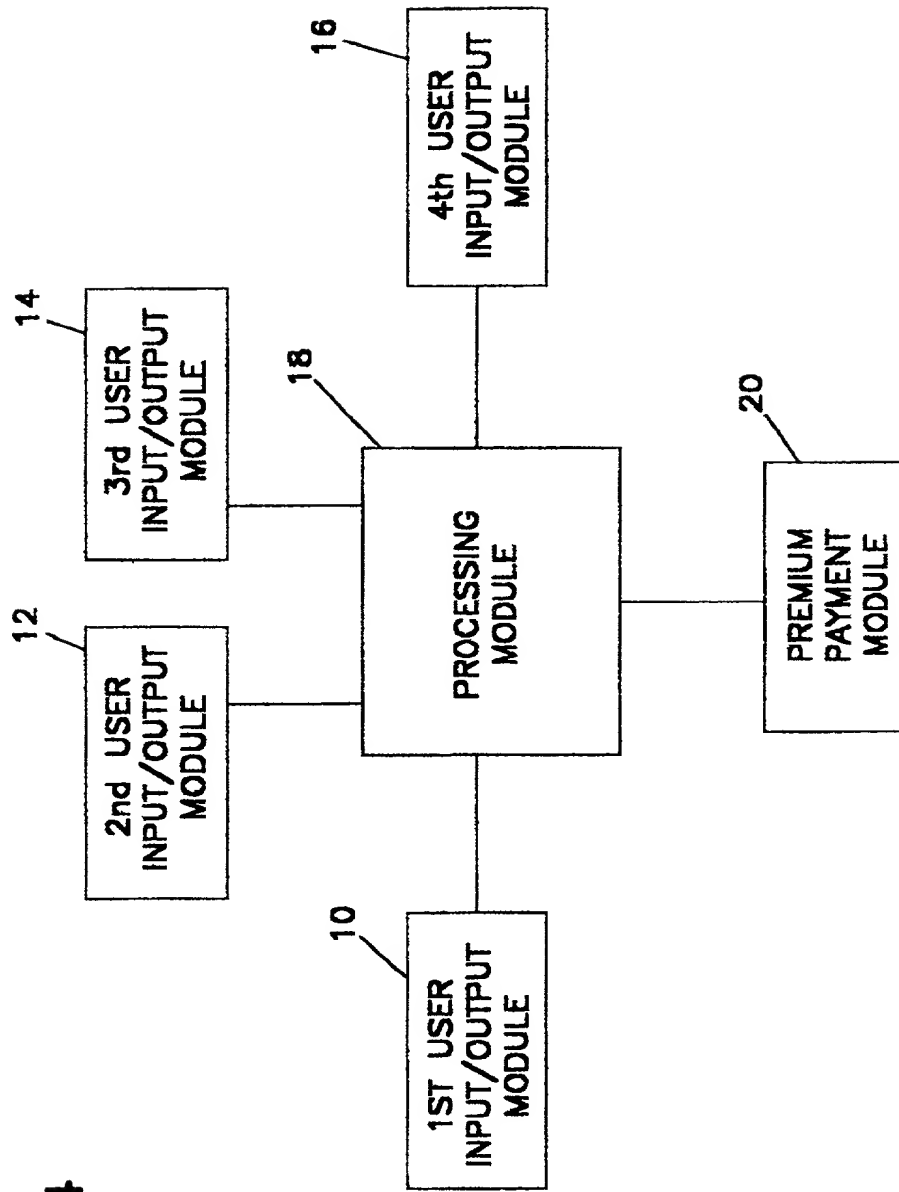 12
14
2nd USER
INPUT/OUTPUT
MODULE
3rd USER
INPUT/OUTPUT
MODULE
10
18
16
1ST USER
INPUT/OUTPUT
MODULE
PROCESSING
MODULE
4th USER
INPUT/OUTPUT
MODULE
20
PREMIUM
PAYMENT
MODULE